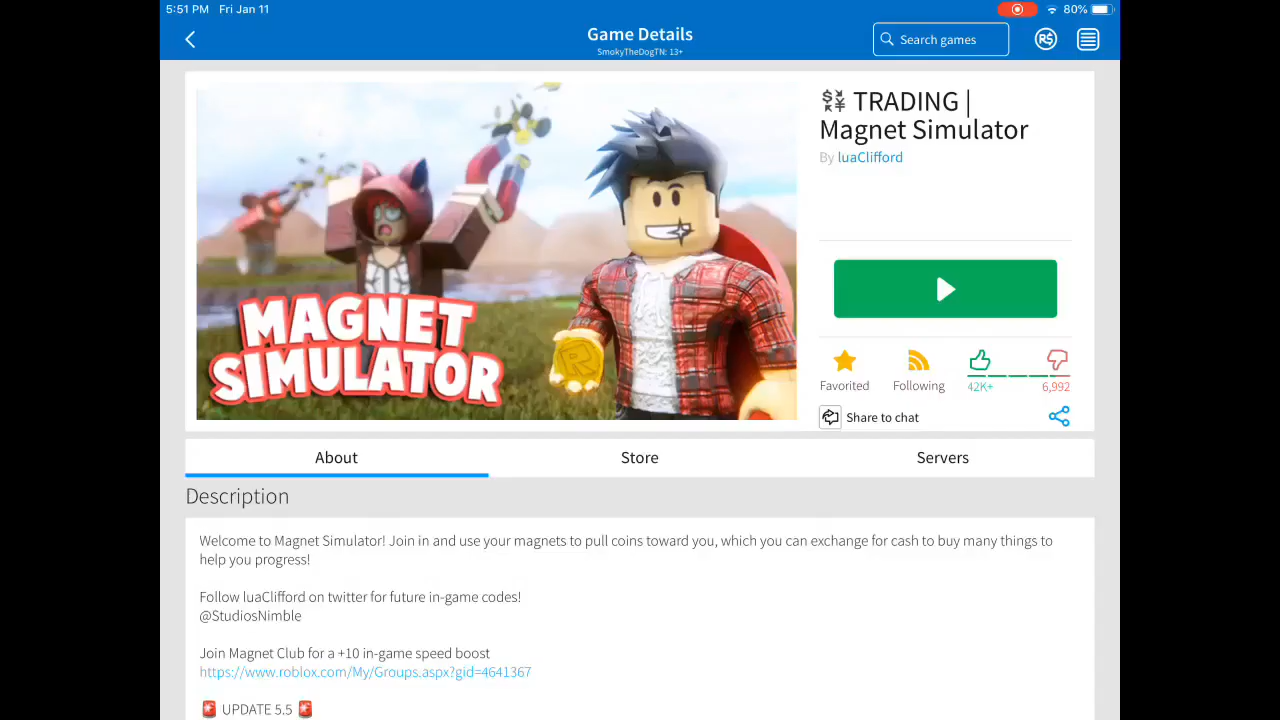 5:51 PM Fri Jan 11
80%
Game Details
SmokyTheDogTN: 13+
Search games
R$
TRADING |
Magnet Simulator
By luaClifford
MAGNET
SIMULATOR
R
Favorited
Following
42K+
6,992
Share to chat
About
Store
Servers
Description
Welcome to Magnet Simulator! Join in and use your magnets to pull coins toward you, which you can exchange for cash to buy many things to
help you progress!
Follow luaClifford on twitter for future in-game codes!
@StudiosNimble
Join Magnet Club for a +10 in-game speed boost
https://www.roblox.com/My/Groups.aspx?gid=4641367
🚨 UPDATE 5.5 🚨